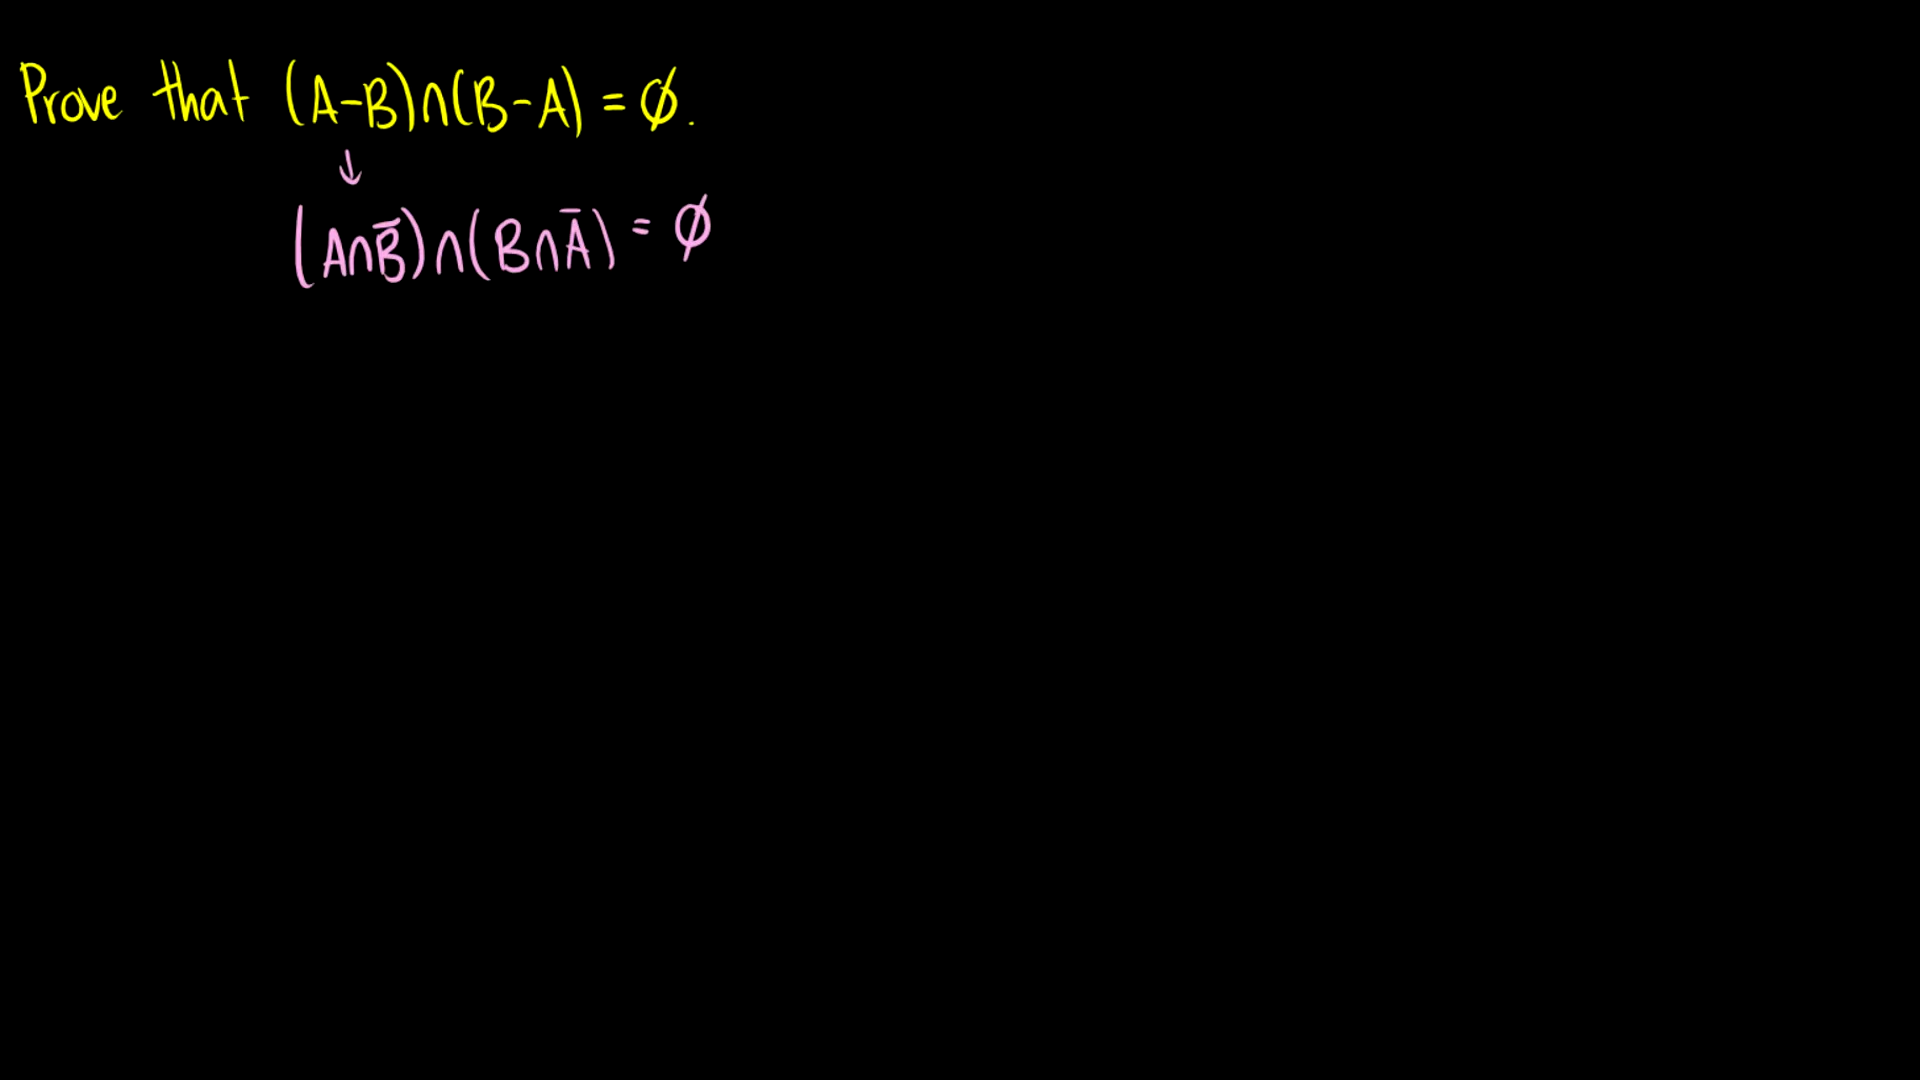 Prove that (A-B)∩(B-A) = ∅.
↓
(A∩B̅)∩(B∩A̅) = ∅